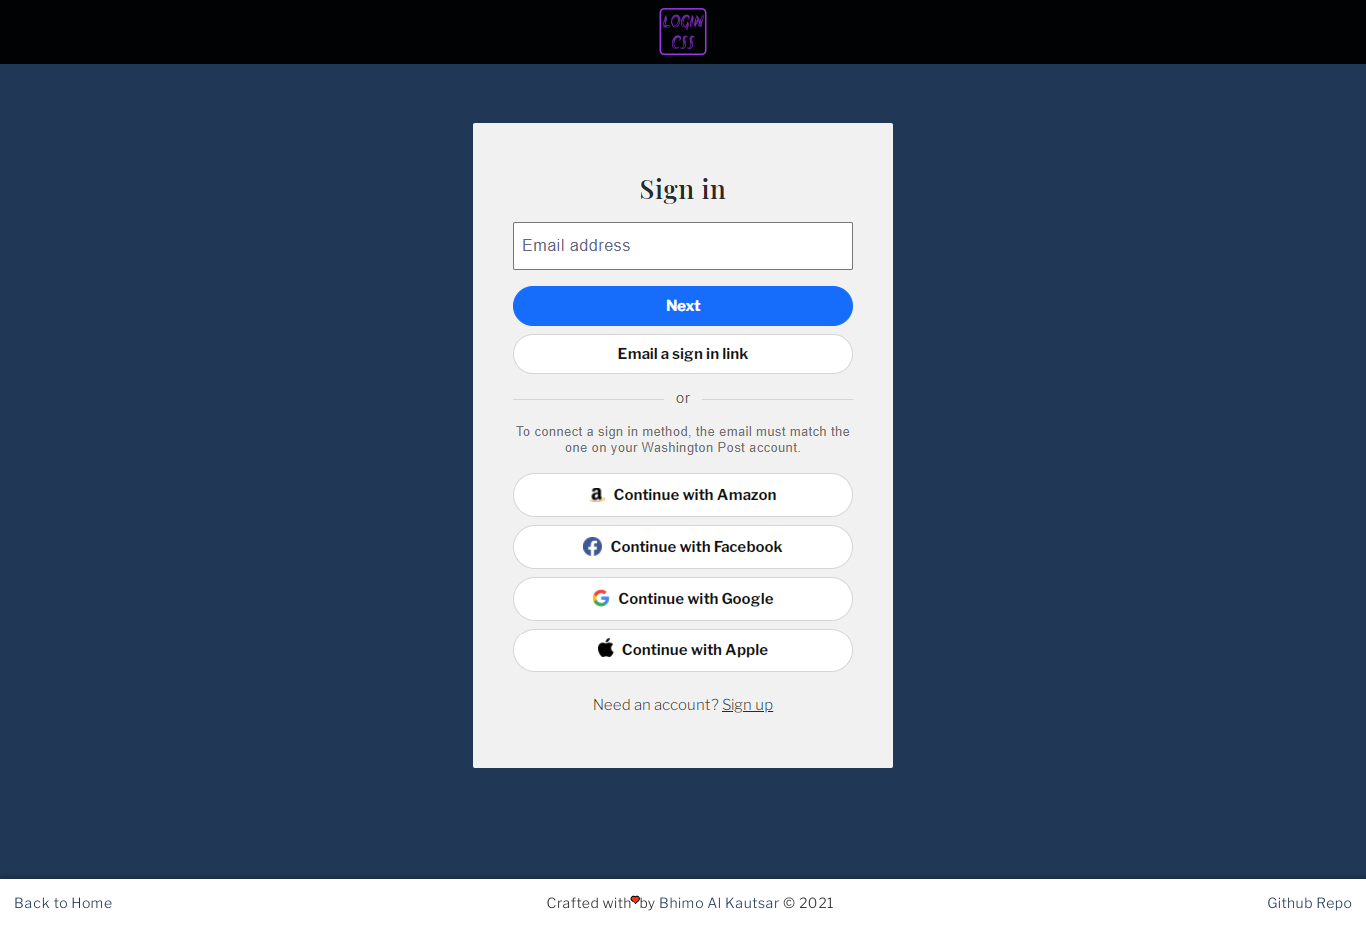 LOGIN
CSS
Sign in
Email address
Next
Email a sign in link
or
To connect a sign in method, the email must match the
one on your Washington Post account.
Continue with Amazon
Continue with Facebook
Continue with Google
Continue with Apple
Need an account? Sign up
Back to Home
Crafted with by Bhimo Al Kautsar © 2021
Github Repo